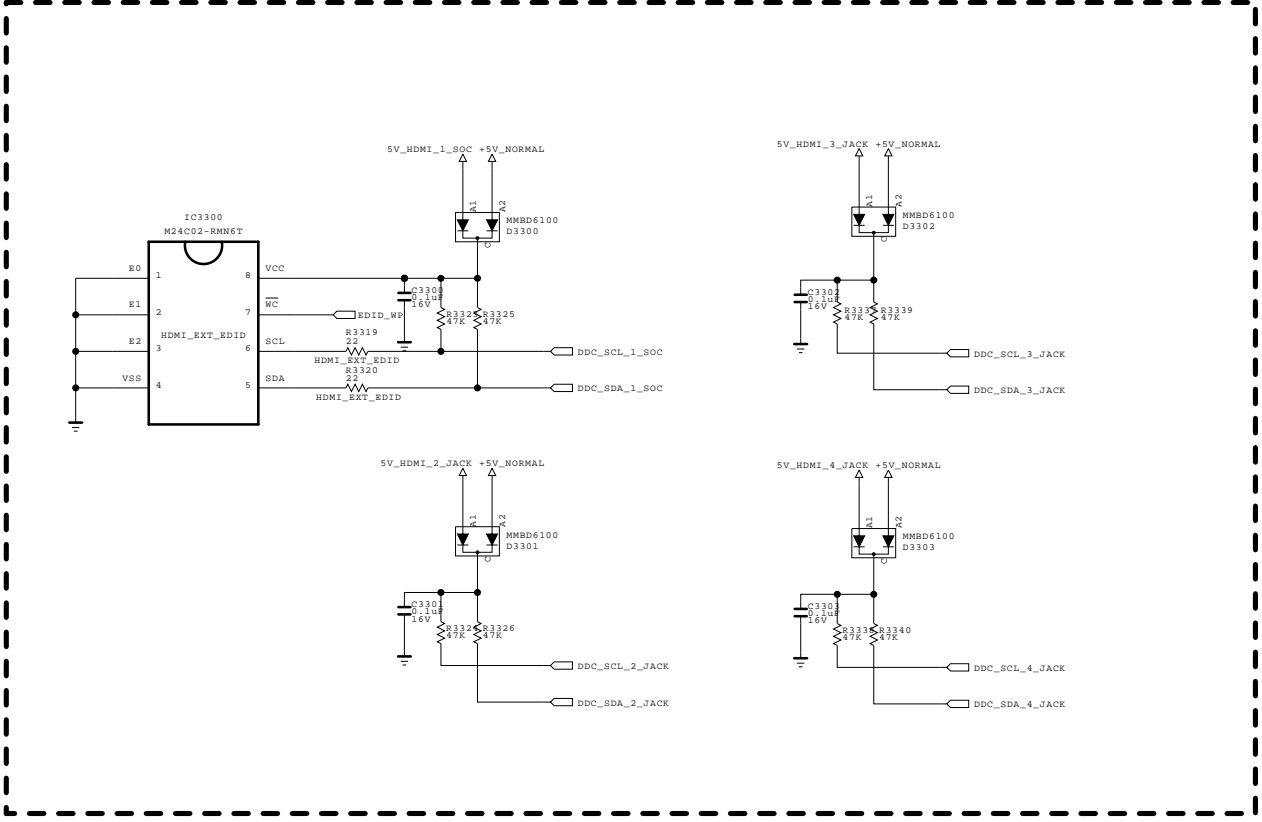 5V_HDMI_1_SOC +5V_NORMAL
A1
A2
MMBD6100
D3300
C
IC3300
M24C02-RMN6T
E0
1
8
VCC
E1
2
7
WC
EDID_WP
HDMI_EXT_EDID
E2
3
6
SCL
VSS
4
5
SDA
C3300
0.1uF
16V
47K
R3325
47K
R3319
22
HDMI_EXT_EDID
R3320
22
HDMI_EXT_EDID
DDC_SCL_1_SOC
DDC_SDA_1_SOC
5V_HDMI_3_JACK +5V_NORMAL
A1
A2
MMBD6100
D3302
C
C3302
0.1uF
16V
47K
R3339
47K
DDC_SCL_3_JACK
DDC_SDA_3_JACK
5V_HDMI_2_JACK +5V_NORMAL
A1
A2
MMBD6100
D3301
C
C3301
0.1uF
16V
47K
R3326
47K
DDC_SCL_2_JACK
DDC_SDA_2_JACK
5V_HDMI_4_JACK +5V_NORMAL
A1
A2
MMBD6100
D3303
C
C3303
0.1uF
16V
47K
R3340
47K
DDC_SCL_4_JACK
DDC_SDA_4_JACK